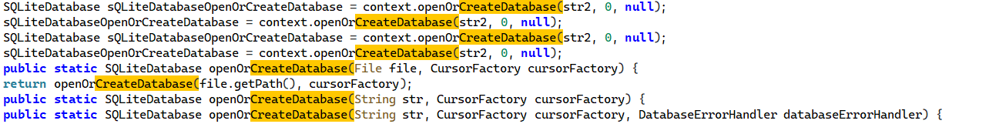 SQLiteDatabase sQLiteDatabaseOpenOrCreateDatabase = context.openOrCreateDatabase(str2, 0, null);
sQLiteDatabaseOpenOrCreateDatabase = context.openOrCreateDatabase(str2, 0, null);
SQLiteDatabase sQLiteDatabaseOpenOrCreateDatabase = context.openOrCreateDatabase(str2, 0, null);
sQLiteDatabaseOpenOrCreateDatabase = context.openOrCreateDatabase(str2, 0, null);
public static SQLiteDatabase openOrCreateDatabase(File file, CursorFactory cursorFactory) {
return openOrCreateDatabase(file.getPath(), cursorFactory);
public static SQLiteDatabase openOrCreateDatabase(String str, CursorFactory cursorFactory) {
public static SQLiteDatabase openOrCreateDatabase(String str, CursorFactory cursorFactory, DatabaseErrorHandler databaseErrorHandler) {